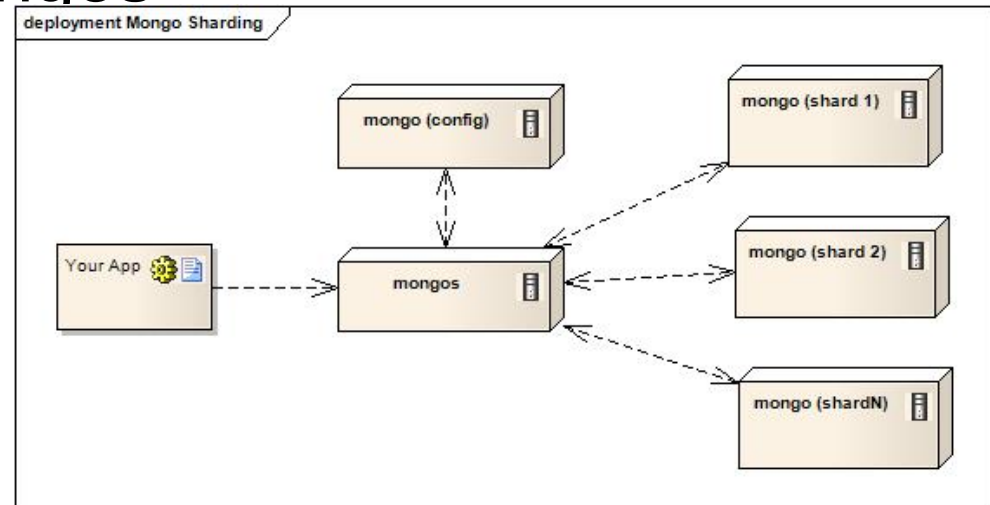 deployment Mongo Sharding
mongo (config)
mongo (shard 1)
Your App
mongos
mongo (shard 2)
mongo (shardN)